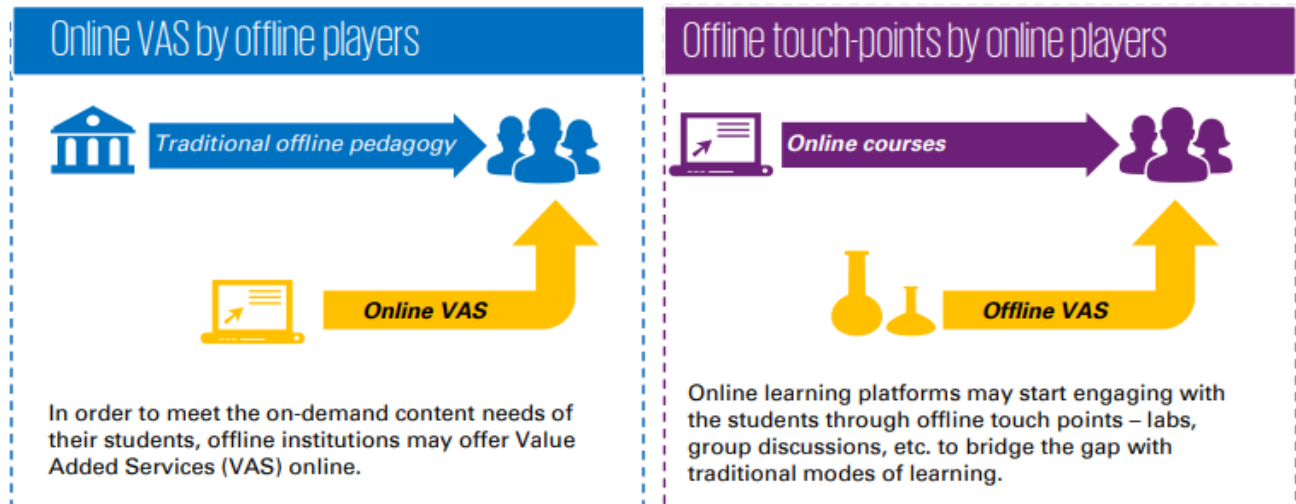 Online VAS by offline players
Traditional offline pedagogy
Online VAS
In order to meet the on-demand content needs of
their students, offline institutions may offer Value
Added Services (VAS) online.
Offline touch-points by online players
Online courses
Offline VAS
Online learning platforms may start engaging with
the students through offline touch points – labs,
group discussions, etc. to bridge the gap with
traditional modes of learning.